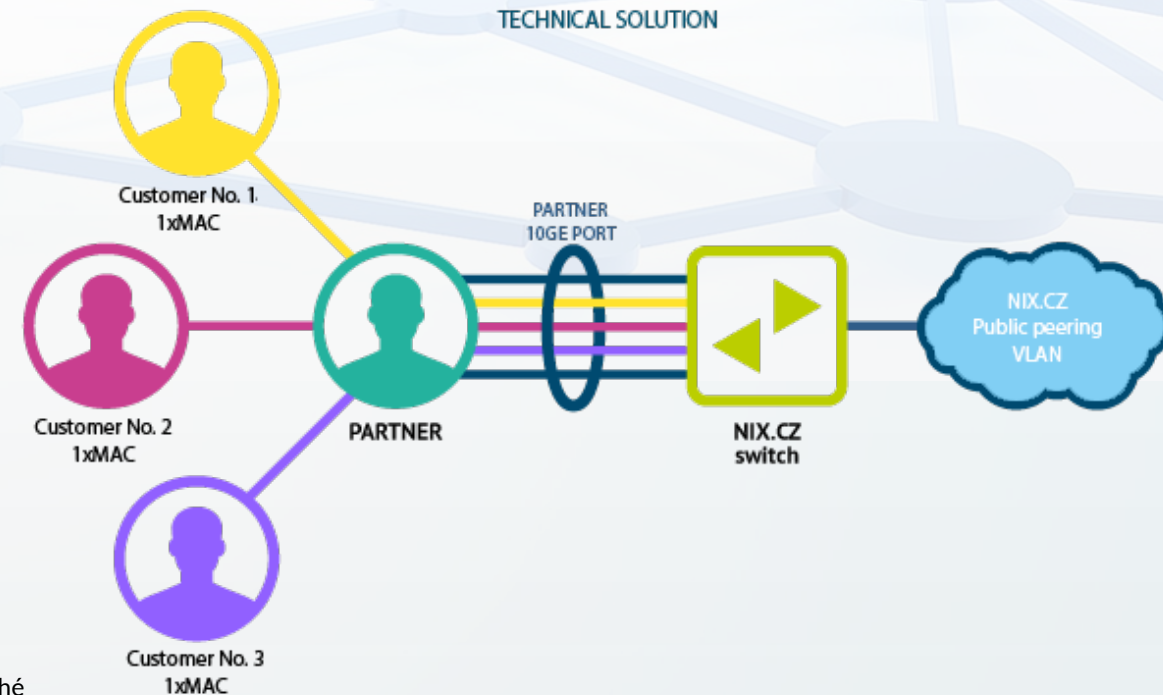 TECHNICAL SOLUTION
Customer No. 1
1xMAC
PARTNER
10GE PORT
NIX.CZ
Public peering
VLAN
Customer No. 2
1xMAC
PARTNER
NIX.CZ
switch
Customer No. 3
1xMAC
hé